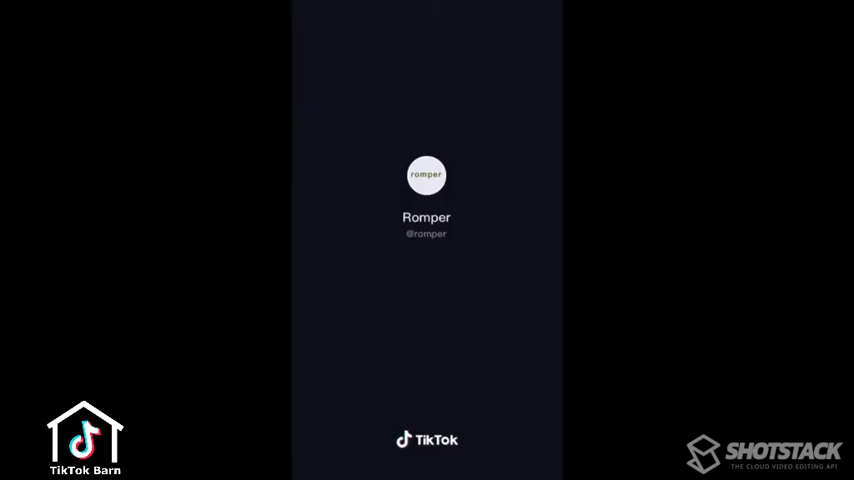 romper
Romper
@romper
TikTok
TikTok Barn
SHOTSTACK
THE CLOUD VIDEO EDITING API